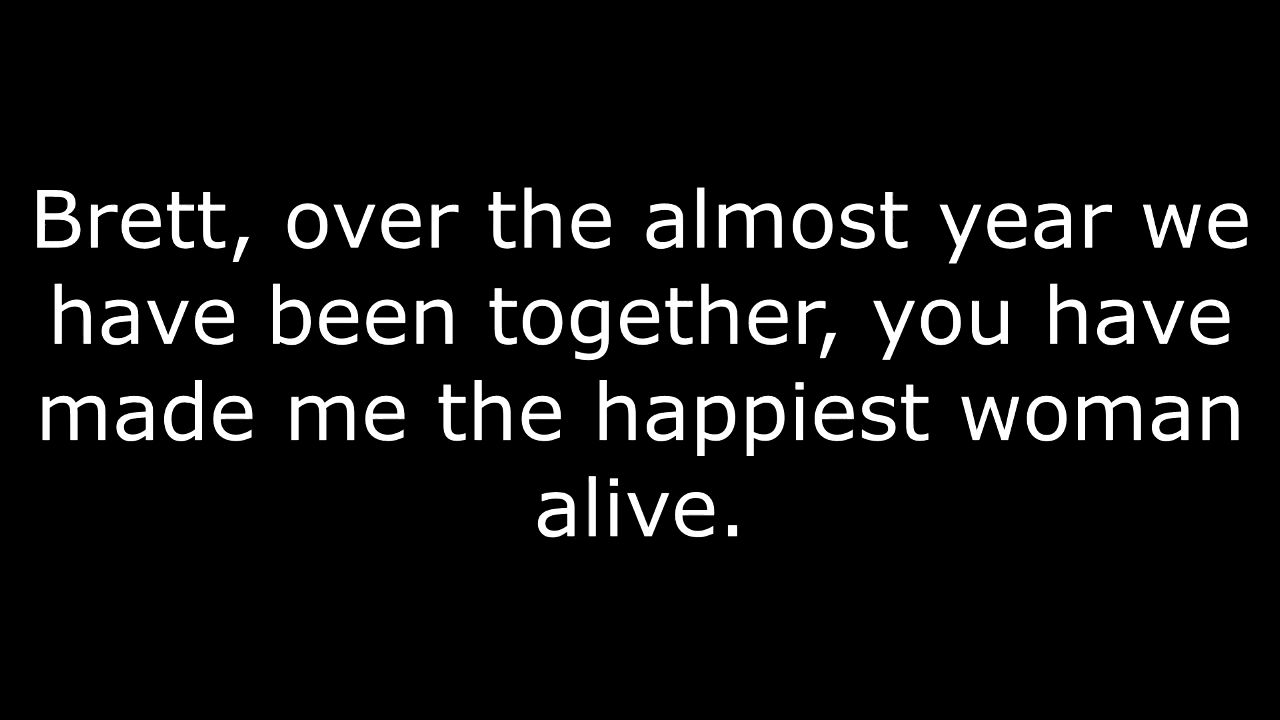 Brett, over the almost year we
have been together, you have
made me the happiest woman
alive.